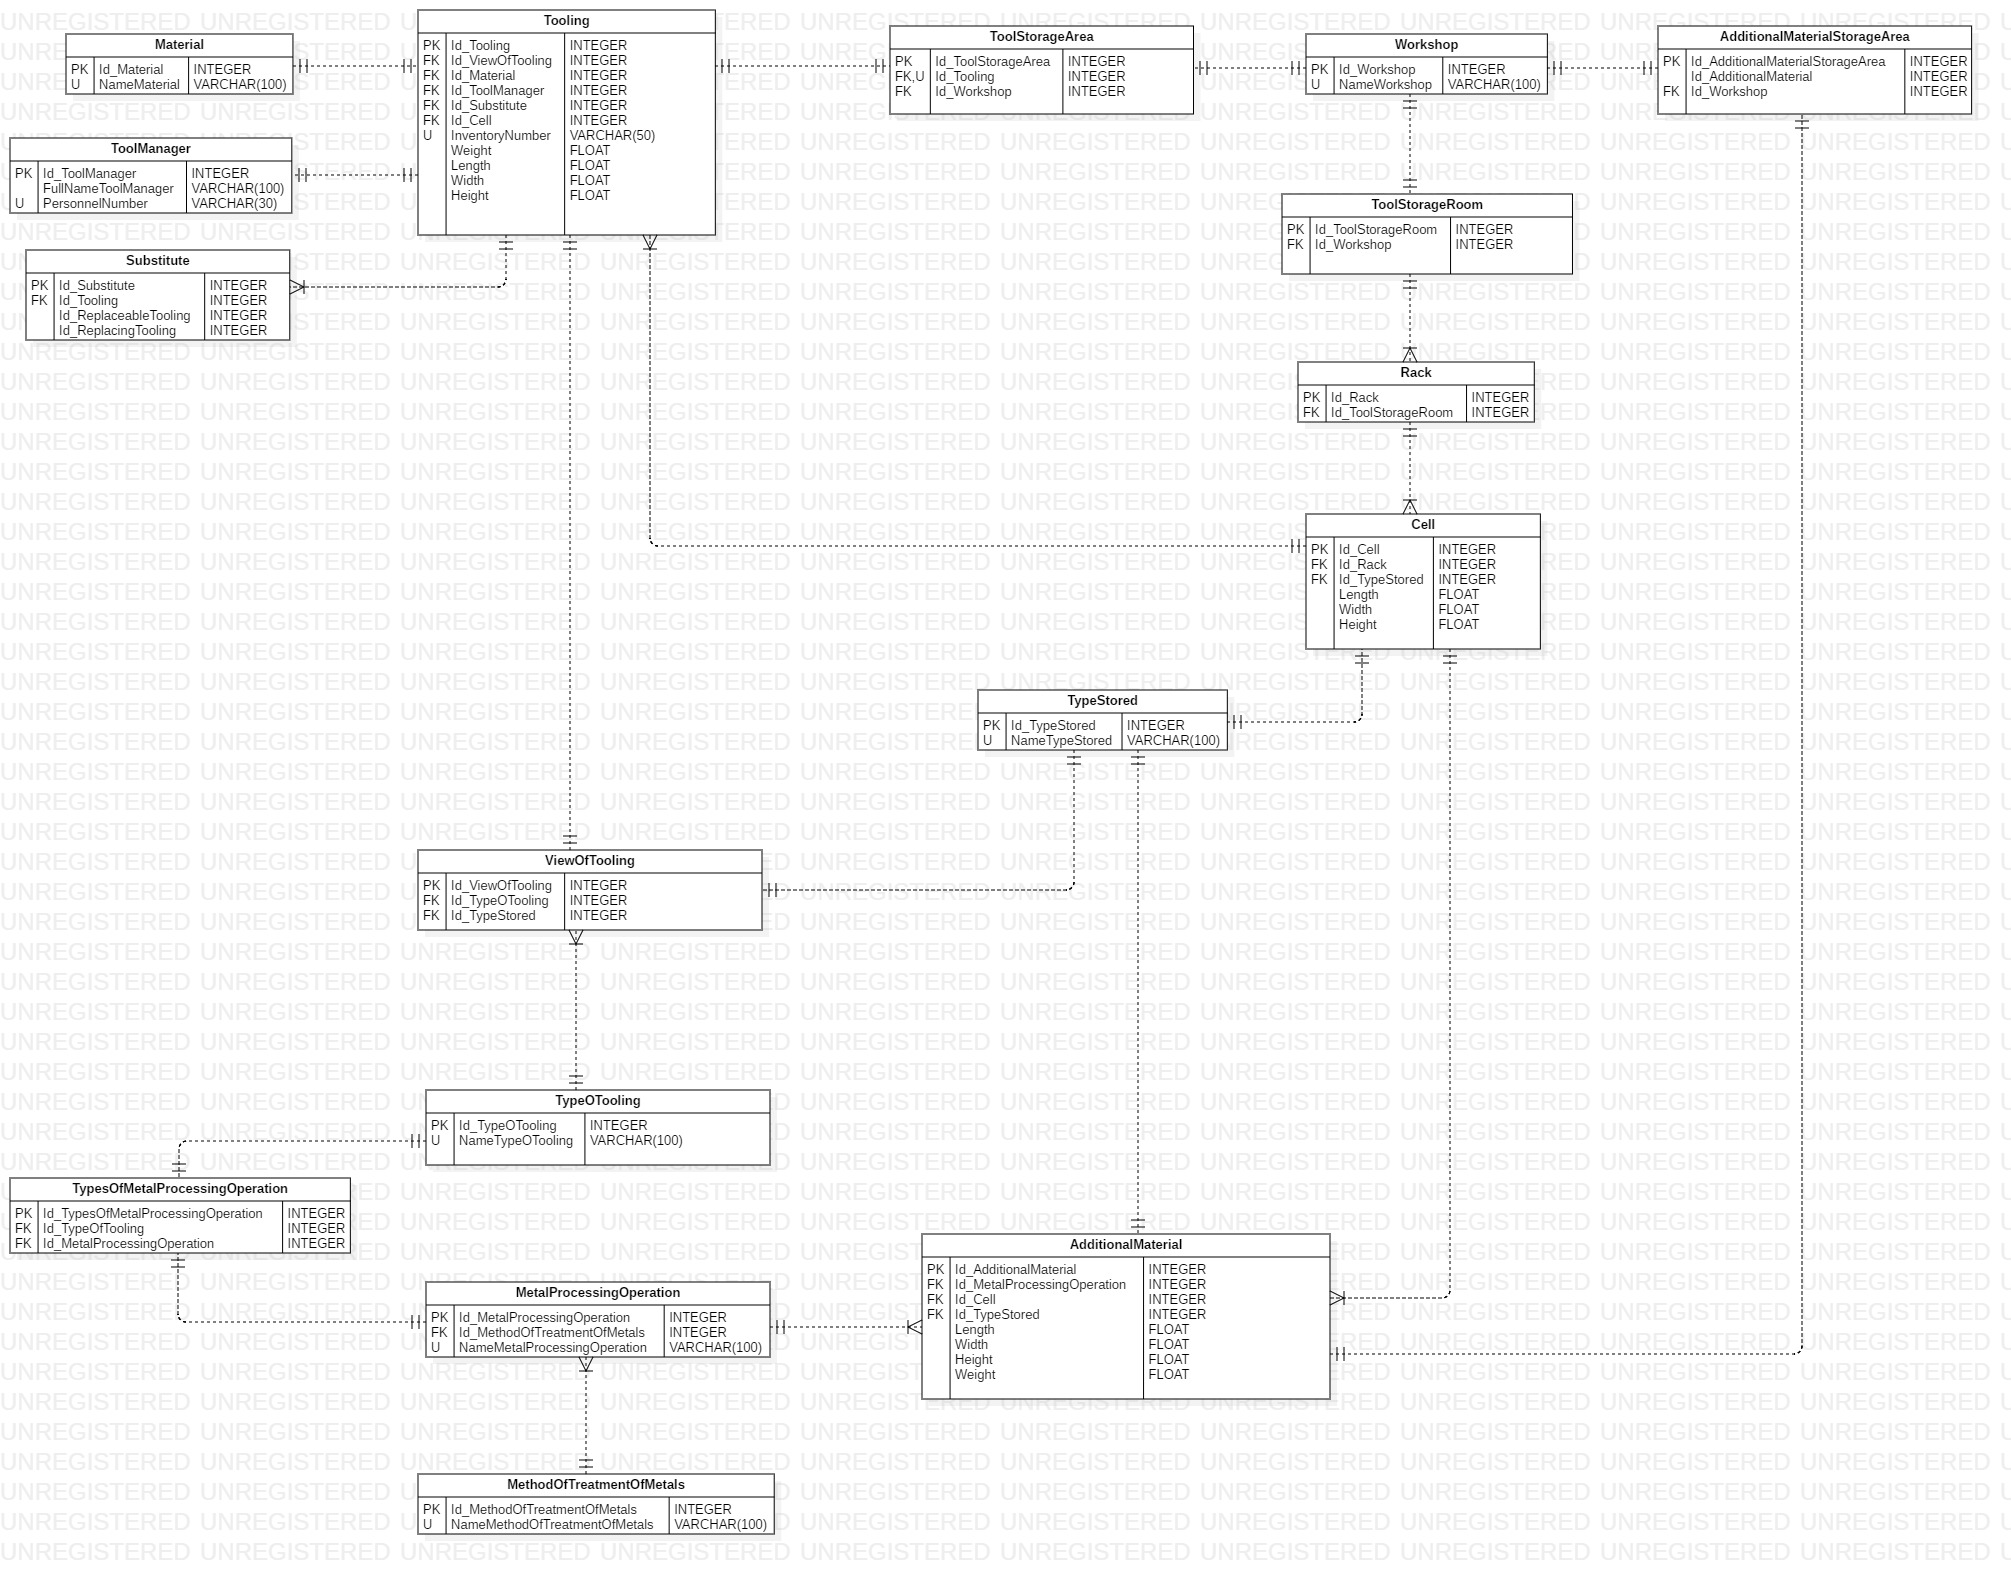 Material
PK Id_Material INTEGER
U NameMaterial VARCHAR(100)
Tooling
PK Id_Tooling INTEGER
FK Id_ViewOfTooling INTEGER
FK Id_Material INTEGER
FK Id_ToolManager INTEGER
FK Id_Substitute INTEGER
FK Id_Cell INTEGER
U InventoryNumber VARCHAR(50)
Weight FLOAT
Length FLOAT
Width FLOAT
Height FLOAT
ToolStorageArea
PK Id_ToolStorageArea INTEGER
FK,U Id_Tooling INTEGER
FK Id_Workshop INTEGER
Workshop
PK Id_Workshop INTEGER
U NameWorkshop VARCHAR(100)
AdditionalMaterialStorageArea
PK Id_AdditionalMaterialStorageArea INTEGER
Id_AdditionalMaterial INTEGER
FK Id_Workshop INTEGER
ToolManager
PK Id_ToolManager INTEGER
FullNameToolManager VARCHAR(100)
U PersonnelNumber VARCHAR(30)
Substitute
PK Id_Substitute INTEGER
FK Id_Tooling INTEGER
Id_ReplaceableTooling INTEGER
Id_ReplacingTooling INTEGER
ToolStorageRoom
PK Id_ToolStorageRoom INTEGER
FK Id_Workshop INTEGER
Rack
PK Id_Rack INTEGER
FK Id_ToolStorageRoom INTEGER
Cell
PK Id_Cell INTEGER
FK Id_Rack INTEGER
FK Id_TypeStored INTEGER
Length FLOAT
Width FLOAT
Height FLOAT
TypeStored
PK Id_TypeStored INTEGER
U NameTypeStored VARCHAR(100)
ViewOfTooling
PK Id_ViewOfTooling INTEGER
FK Id_TypeOTooling INTEGER
FK Id_TypeStored INTEGER
TypeOTooling
PK Id_TypeOTooling INTEGER
U NameTypeOTooling VARCHAR(100)
TypesOfMetalProcessingOperation
PK Id_TypesOfMetalProcessingOperation INTEGER
FK Id_TypeOfTooling INTEGER
FK Id_MetalProcessingOperation INTEGER
MetalProcessingOperation
PK Id_MetalProcessingOperation INTEGER
FK Id_MethodOfTreatmentOfMetals INTEGER
U NameMetalProcessingOperation VARCHAR(100)
AdditionalMaterial
PK Id_AdditionalMaterial INTEGER
FK Id_MetalProcessingOperation INTEGER
FK Id_Cell INTEGER
FK Id_TypeStored INTEGER
Length FLOAT
Width FLOAT
Height FLOAT
Weight FLOAT
MethodOfTreatmentOfMetals
PK Id_MethodOfTreatmentOfMetals INTEGER
U NameMethodOfTreatmentOfMetals VARCHAR(100)
UNREGISTERED